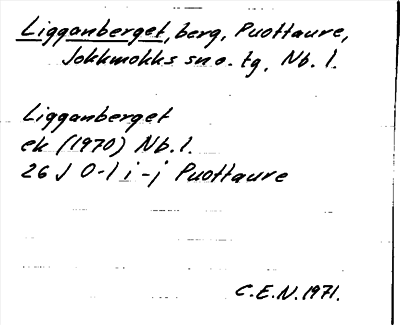 Ligganberget, berg, Puottaure,
Jokkmokks sn o. tg, Nb. l.
Ligganberget
ek (1970) Nb. l.
26 J 0-1 i-j Puottaure
C.E.N. 1971.